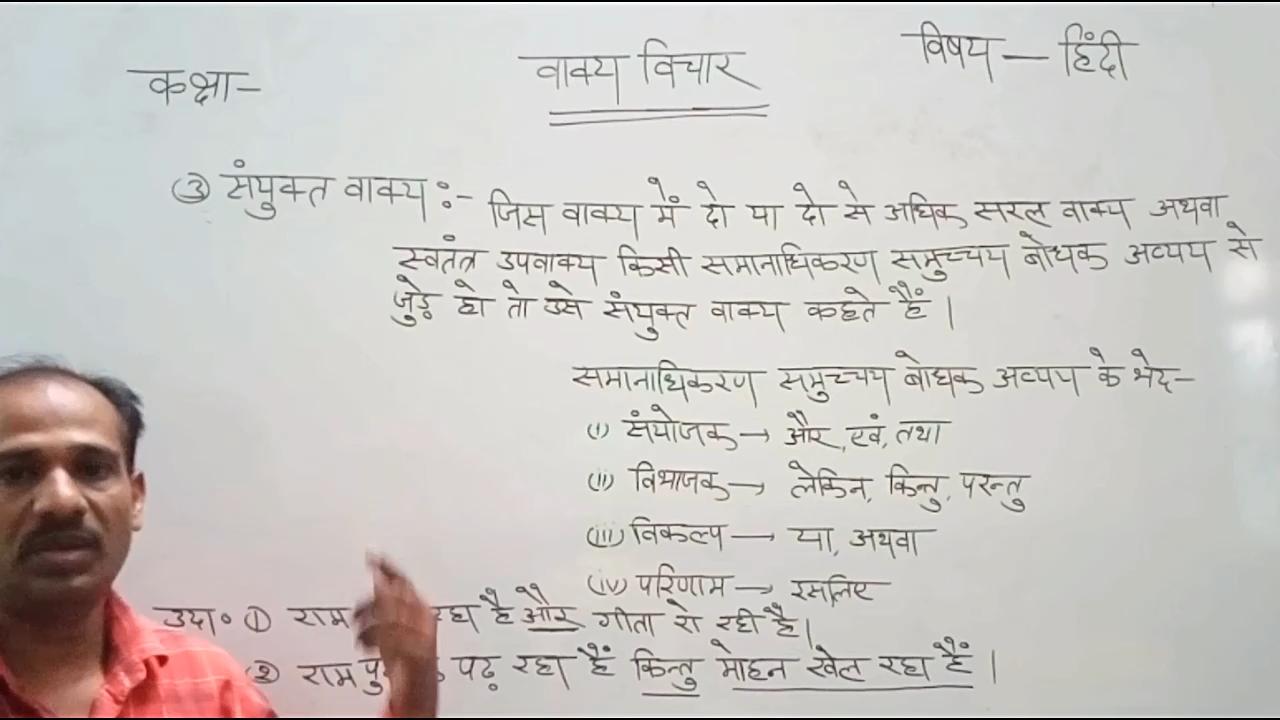 कक्षा- वाक्य विचार विषय — हिंदी
③ संयुक्त वाक्य :- जिस वाक्य में दो या दो से अधिक सरल वाक्य अथवा
स्वतंत्र उपवाक्य किसी समानाधिकरण समुच्चय बोधक अव्यय से
जुड़े हो तो उसे संयुक्त वाक्य कहते हैं ।
समानाधिकरण समुच्चय बोधक अव्यय के भेद-
(i) संयोजक → और, एवं, तथा
(ii) विभाजक → लेकिन, किन्तु, परन्तु
(iii) विकल्प → या, अथवा
(iv) परिणाम → इसलिए
उदा० ① राम रहा है और गीता रो रही है।
② राम पढ़ रहा हैं किन्तु मोहन खेल रहा हैं ।